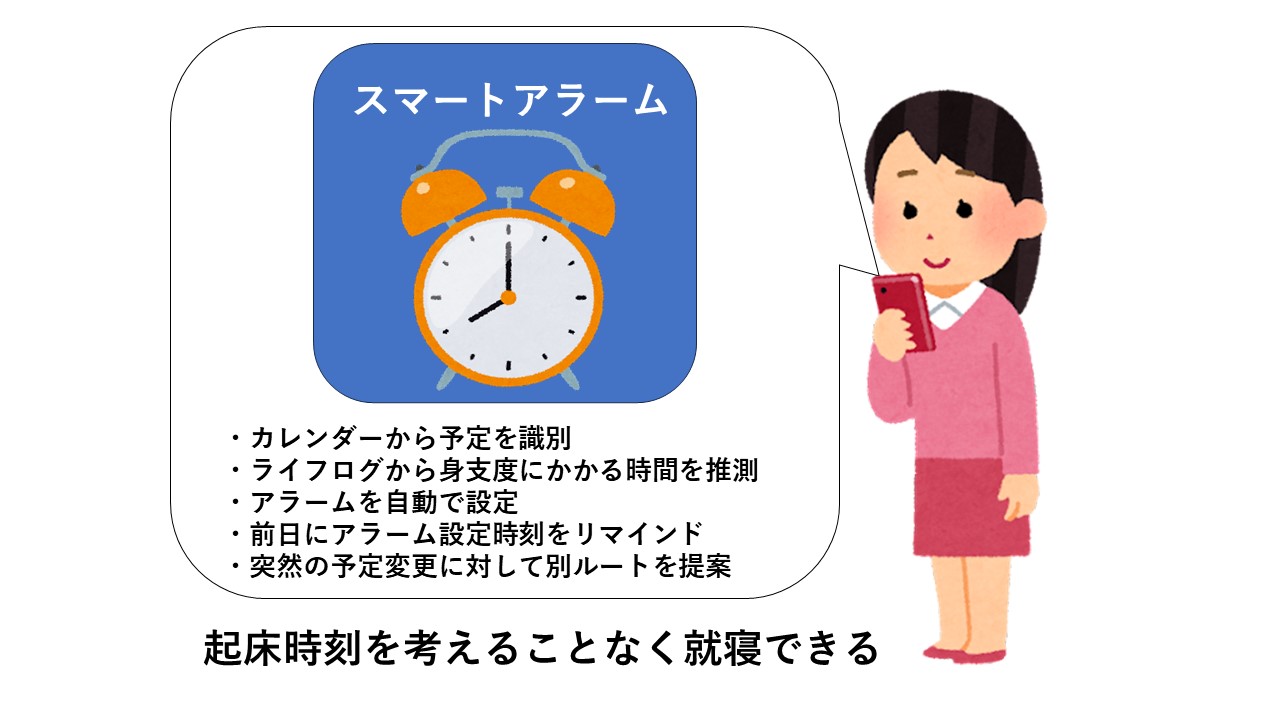 スマートアラーム
・カレンダーから予定を識別
・ライフログから身支度にかかる時間を推測
・アラームを自動で設定
・前日にアラーム設定時刻をリマインド
・突然の予定変更に対して別ルートを提案
起床時刻を考えることなく就寝できる